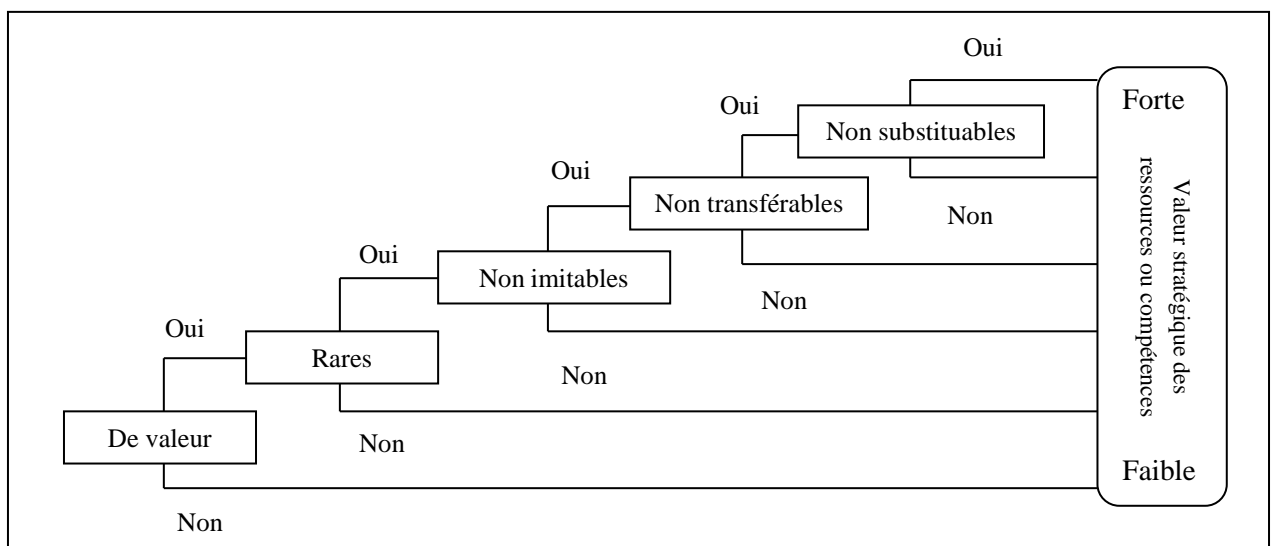 Oui
Forte
Oui
Non substituables
Oui
Non transférables
Non
Oui
Non imitables
Non
Oui
Rares
Non
De valeur
Non
Faible
Non
Valeur stratégique des
ressources ou compétences